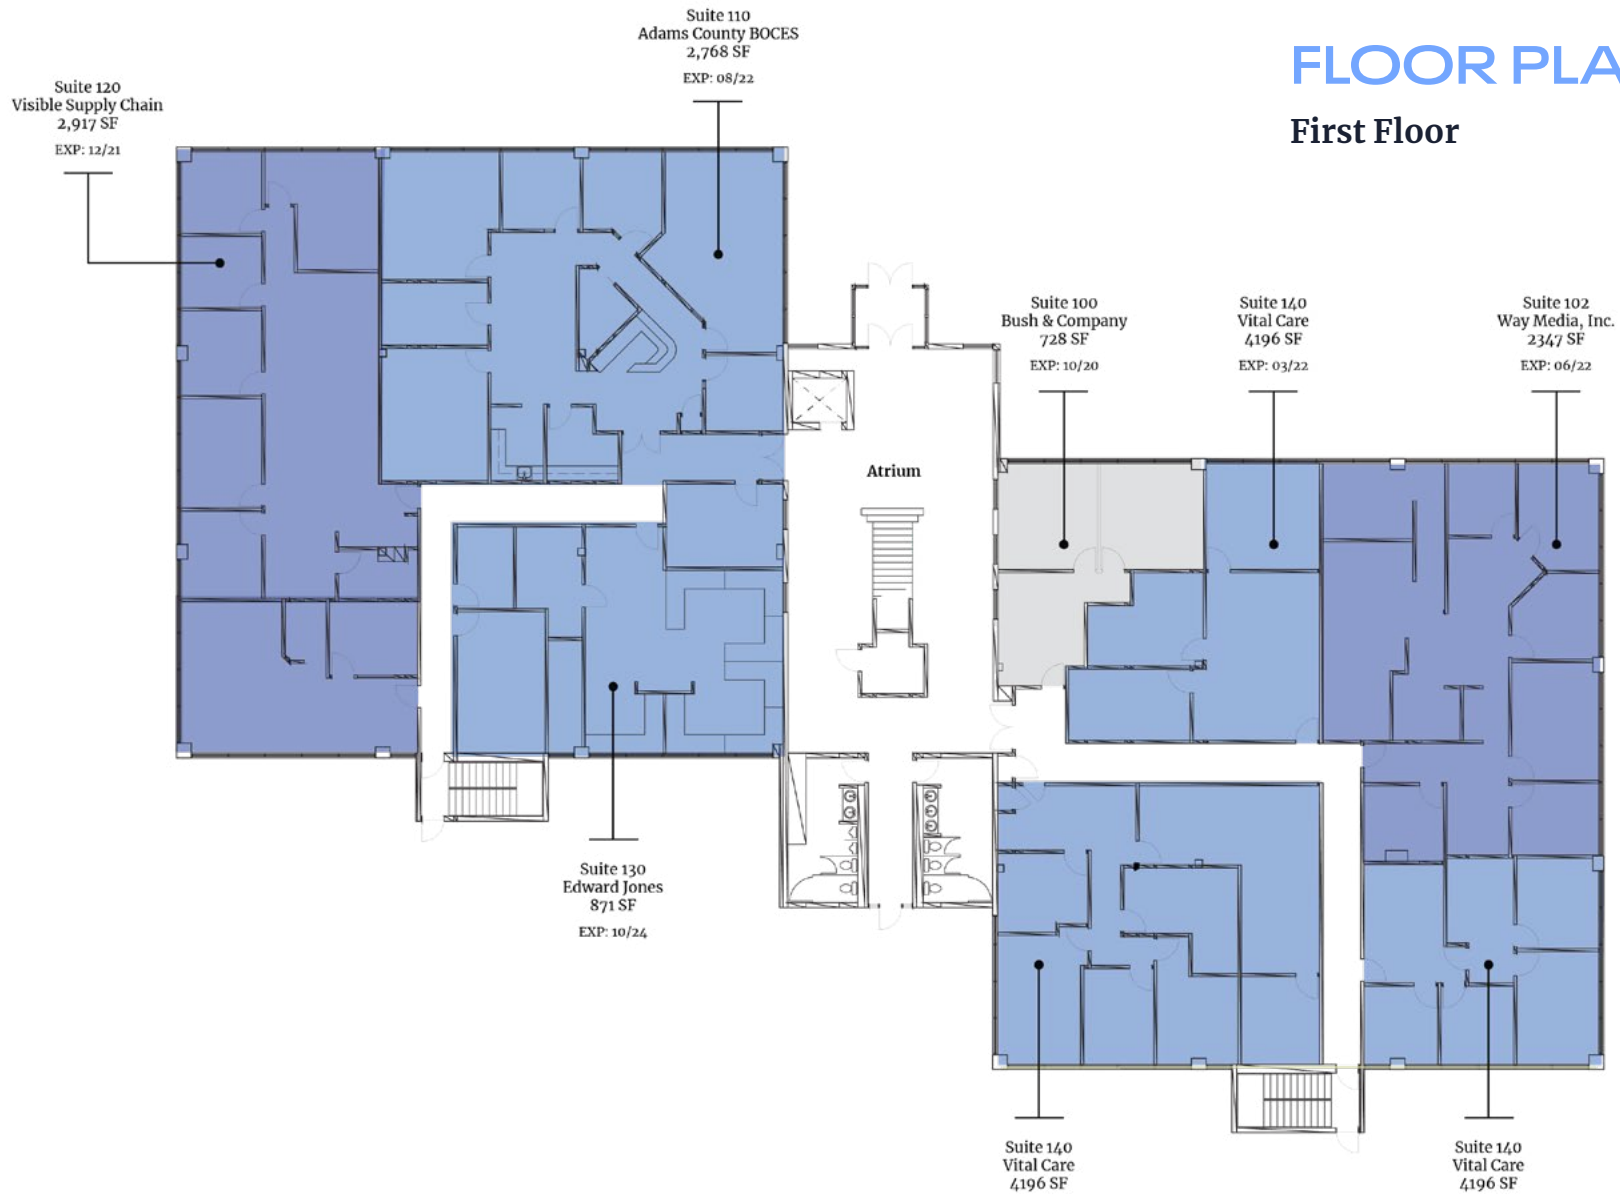 FLOOR PLA
First Floor
Suite 110
Adams County BOCES
2,768 SF
EXP: 08/22
Suite 120
Visible Supply Chain
2,917 SF
EXP: 12/21
Suite 100
Bush & Company
728 SF
EXP: 10/20
Suite 140
Vital Care
4196 SF
EXP: 03/22
Suite 102
Way Media, Inc.
2347 SF
EXP: 06/22
Atrium
Suite 130
Edward Jones
871 SF
EXP: 10/24
Suite 140
Vital Care
4196 SF
Suite 140
Vital Care
4196 SF